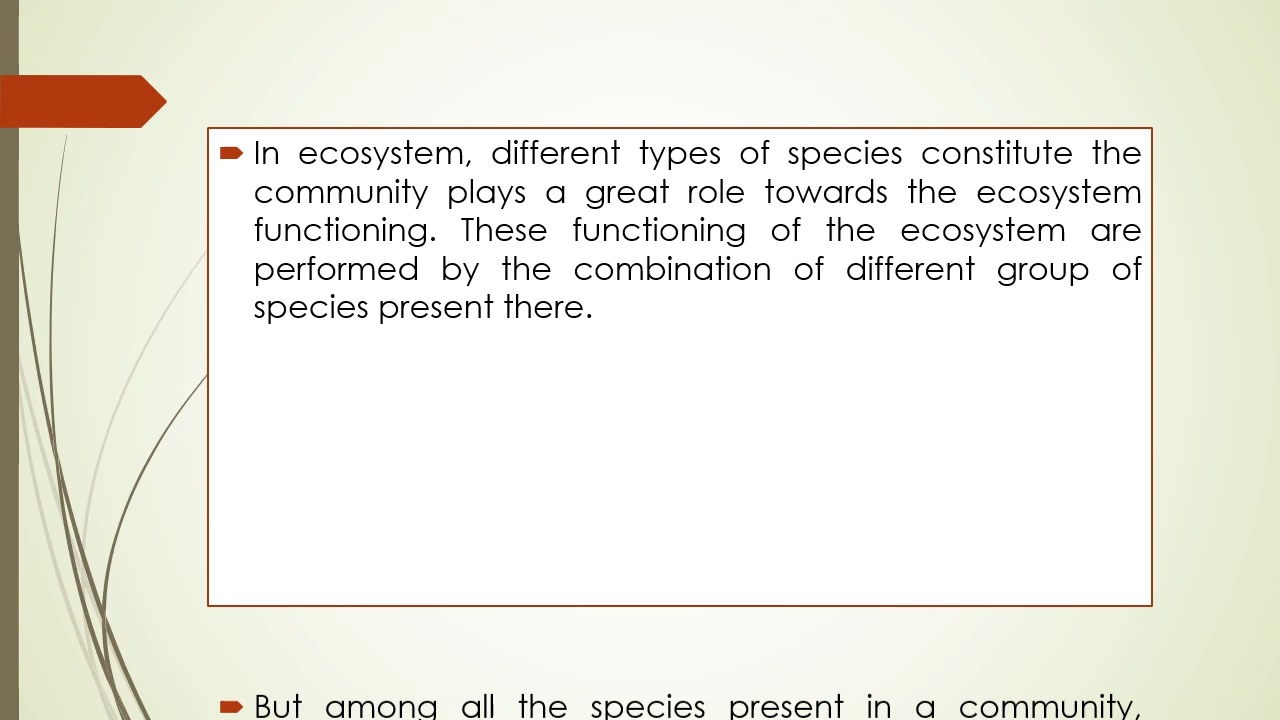 In ecosystem, different types of species constitute the
community plays a great role towards the ecosystem
functioning. These functioning of the ecosystem are
performed by the combination of different group of
species present there.
But among all the species present in a community,